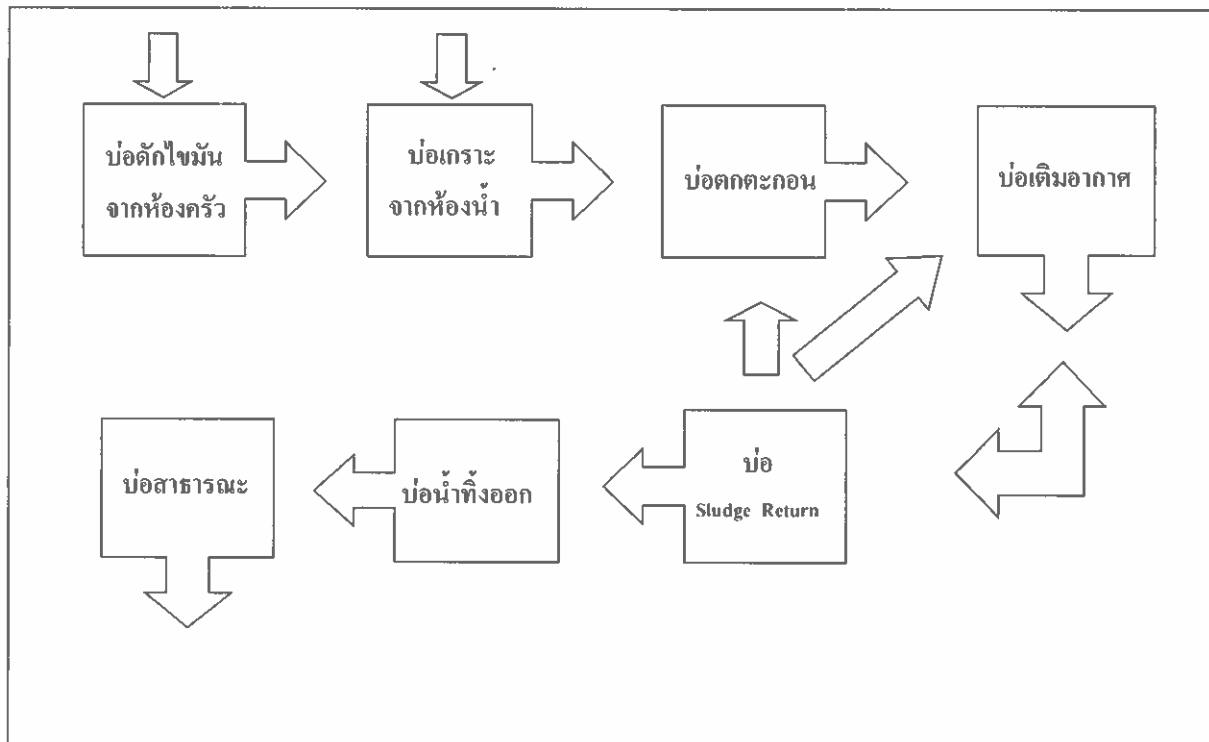 บ่อดักไขมัน
จากห้องครัว
บ่อเกราะ
จากห้องน้ำ
บ่อตกตะกอน
บ่อเติมอากาศ
บ่อสาธารณะ
บ่อน้ำทิ้งออก
บ่อ
Sludge Return